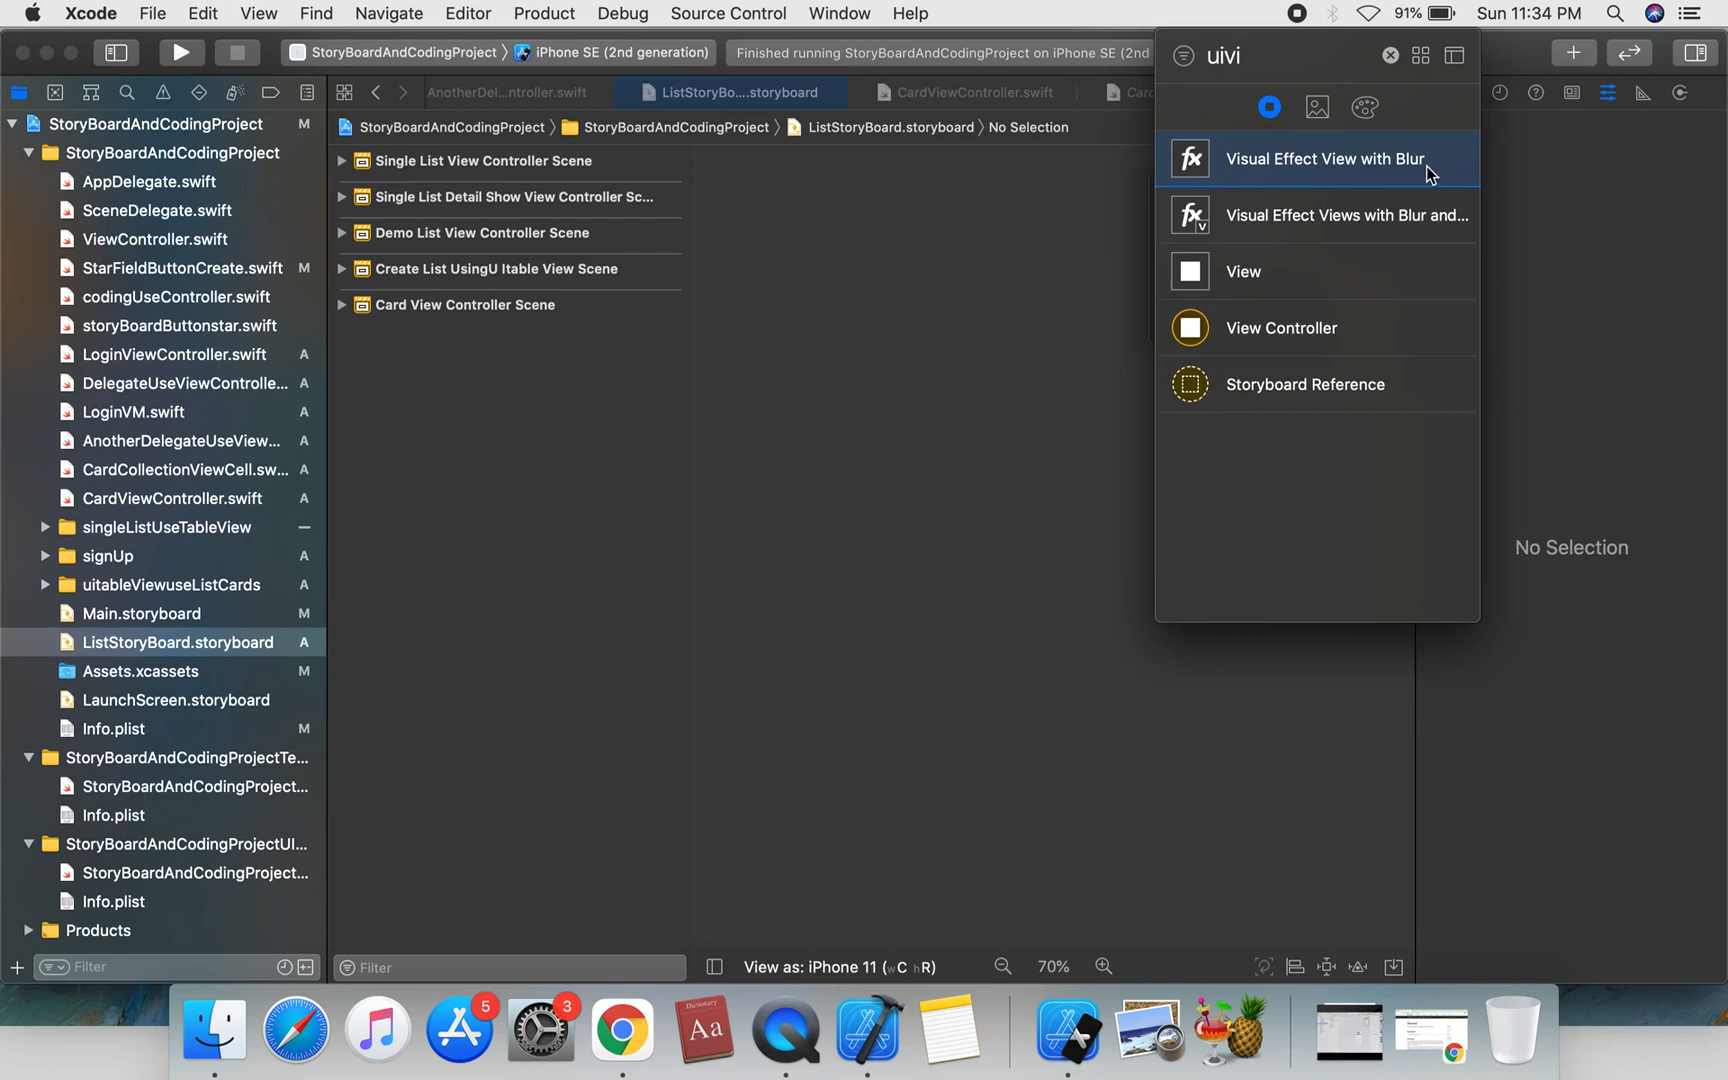 Xcode File Edit View Find Navigate Editor Product Debug Source Control Window Help 91% Sun 11:34 PM
StoryBoardAndCodingProject 〉 iPhone SE (2nd generation) Finished running StoryBoardAndCodingProject on iPhone SE (2nd
AnotherDel...ntroller.swift ListStoryBo....storyboard CardViewController.swift Card
StoryBoardAndCodingProject 〉 StoryBoardAndCodingProject 〉 ListStoryBoard.storyboard 〉 No Selection
StoryBoardAndCodingProject M
StoryBoardAndCodingProject
AppDelegate.swift
SceneDelegate.swift
ViewController.swift
StarFieldButtonCreate.swift M
codingUseController.swift
storyBoardButtonstar.swift
LoginViewController.swift A
DelegateUseViewControlle... A
LoginVM.swift A
AnotherDelegateUseView... A
CardCollectionViewCell.sw... A
CardViewController.swift A
singleListUseTableView –
signUp A
uitableViewuseListCards A
Main.storyboard M
ListStoryBoard.storyboard A
Assets.xcassets M
LaunchScreen.storyboard
Info.plist M
StoryBoardAndCodingProjectTe...
StoryBoardAndCodingProject...
Info.plist
StoryBoardAndCodingProjectUI...
StoryBoardAndCodingProject...
Info.plist
Products
Filter
Single List View Controller Scene
Single List Detail Show View Controller Sc...
Demo List View Controller Scene
Create List UsingU Itable View Scene
Card View Controller Scene
Filter
View as: iPhone 11 (wC hR) 70%
uivi
fx Visual Effect View with Blur
fx v Visual Effect Views with Blur and...
View
View Controller
Storyboard Reference
No Selection
5
3
Aa